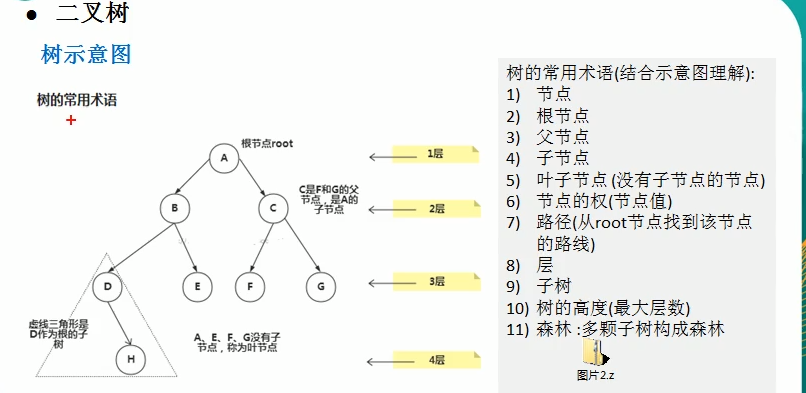 二叉树
树示意图
树的常用术语
根节点root
A
1层
C是F和G的父
节点，是A的
子节点
B
C
2层
D
E
F
G
3层
虚线三角形是
D作为根的子
树
A、E、F、G没有子
节点，称为叶节点
H
4层
树的常用术语(结合示意图理解):
1) 节点
2) 根节点
3) 父节点
4) 子节点
5) 叶子节点 (没有子节点的节点)
6) 节点的权(节点值)
7) 路径(从root节点找到该节点
的路线)
8) 层
9) 子树
10) 树的高度(最大层数)
11) 森林 :多颗子树构成森林
图片2.z